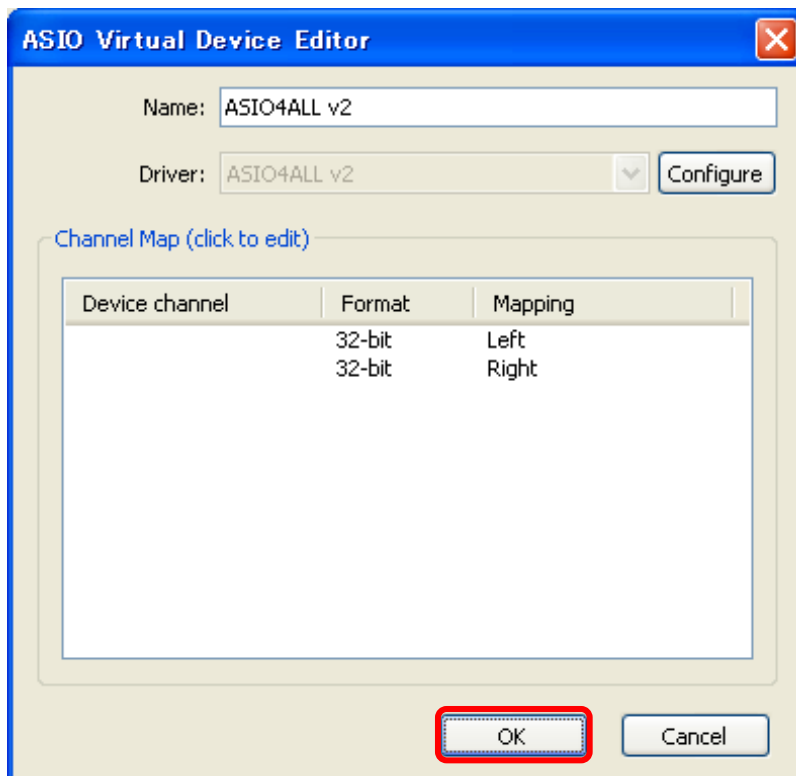 ASIO Virtual Device Editor
Name: ASIO4ALL v2
Driver: ASIO4ALL v2 Configure
Channel Map (click to edit)
Device channel Format Mapping
32-bit Left
32-bit Right
OK Cancel